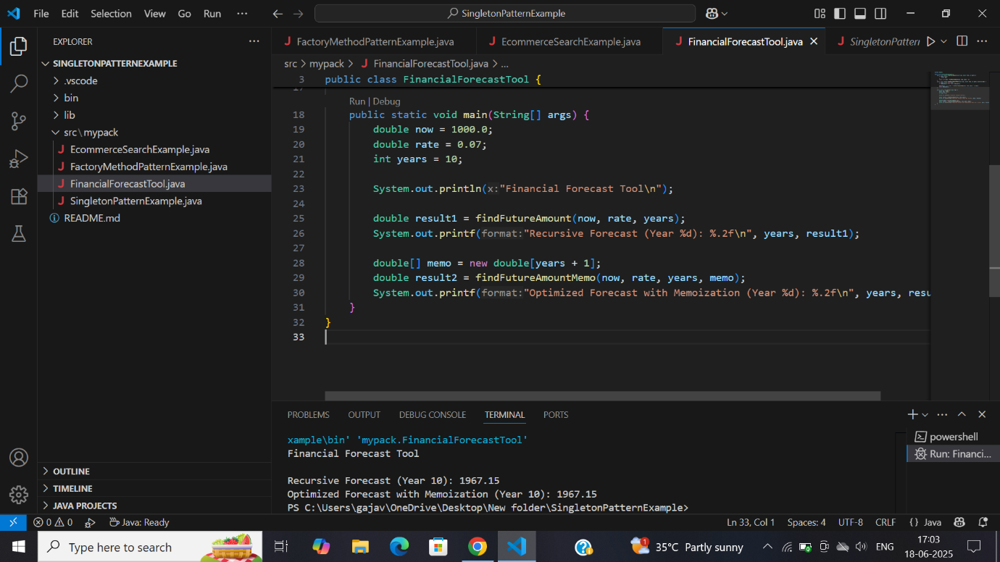 File Edit Selection View Go Run ··· SingletonPatternExample
EXPLORER ···
SINGLETONPATTERNEXAMPLE
.vscode
bin
lib
src\mypack
J EcommerceSearchExample.java
J FactoryMethodPatternExample.java
J FinancialForecastTool.java
J SingletonPatternExample.java
README.md
OUTLINE
TIMELINE
JAVA PROJECTS
J FactoryMethodPatternExample.java J EcommerceSearchExample.java J FinancialForecastTool.java J SingletonPattern
src > mypack > J FinancialForecastTool.java > ...
3 public class FinancialForecastTool {
17
Run | Debug
18 public static void main(String[] args) {
19 double now = 1000.0;
20 double rate = 0.07;
21 int years = 10;
22
23 System.out.println(x:"Financial Forecast Tool\n");
24
25 double result1 = findFutureAmount(now, rate, years);
26 System.out.printf(format:"Recursive Forecast (Year %d): %.2f\n", years, result1);
27
28 double[] memo = new double[years + 1];
29 double result2 = findFutureAmountMemo(now, rate, years, memo);
30 System.out.printf(format:"Optimized Forecast with Memoization (Year %d): %.2f\n", years, resu
31 }
32 }
33
PROBLEMS OUTPUT DEBUG CONSOLE TERMINAL PORTS
xample\bin' 'mypack.FinancialForecastTool'
Financial Forecast Tool
Recursive Forecast (Year 10): 1967.15
Optimized Forecast with Memoization (Year 10): 1967.15
PS C:\Users\gajav\OneDrive\Desktop\New folder\SingletonPatternExample>
powershell
Run: Financi...
0 0 Java: Ready Ln 33, Col 1 Spaces: 4 UTF-8 CRLF {} Java
Type here to search 1 35°C Partly sunny ENG 17:03
18-06-2025